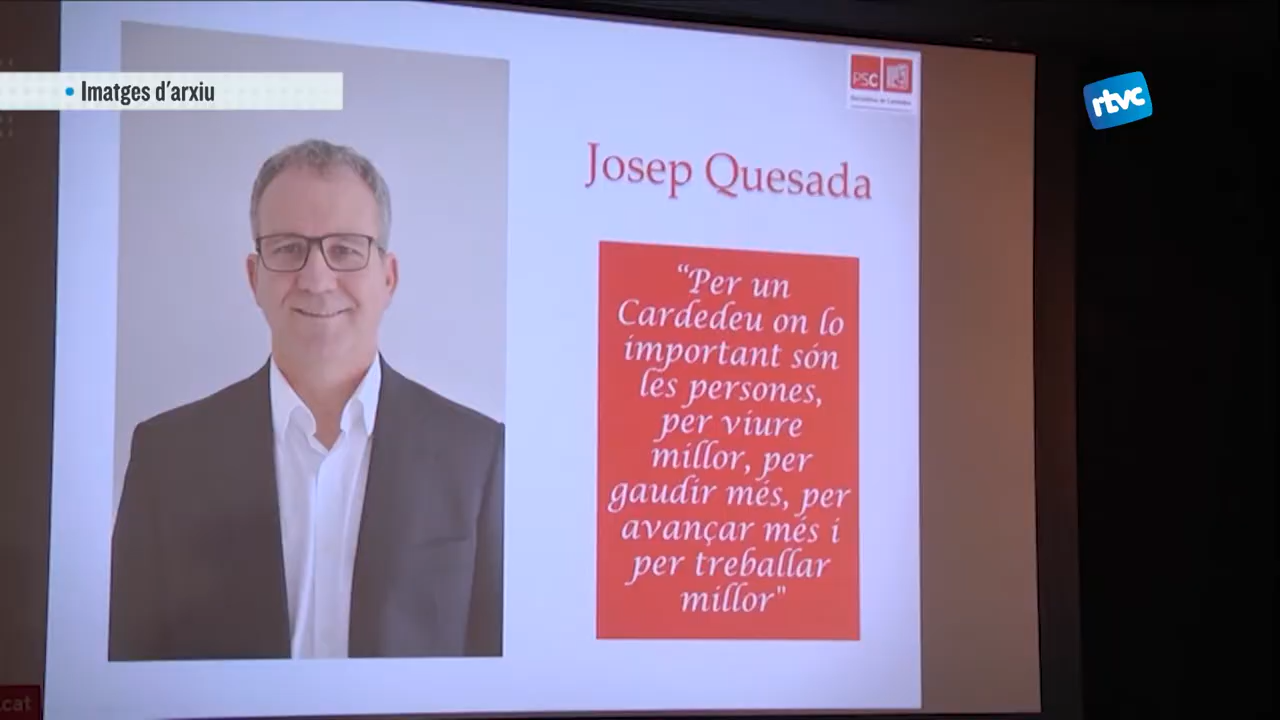 Imatges d'arxiu
rtvc
PSC
Josep Quesada
“Per un
Cardedeu on lo
important són
les persones,
per viure
millor, per
gaudir més, per
avançar més i
per treballar
millor"
.cat